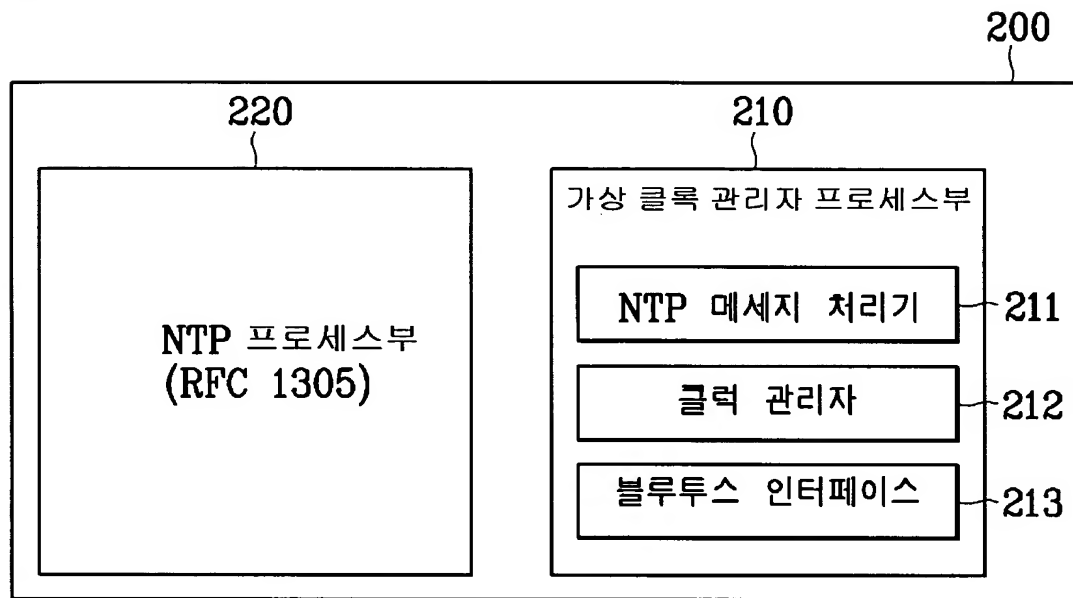 200
220
210
가상 클록 관리자 프로세스부
NTP 프로세스부
(RFC 1305)
NTP 메세지 처리기
211
클럭 관리자
212
블루투스 인터페이스
213